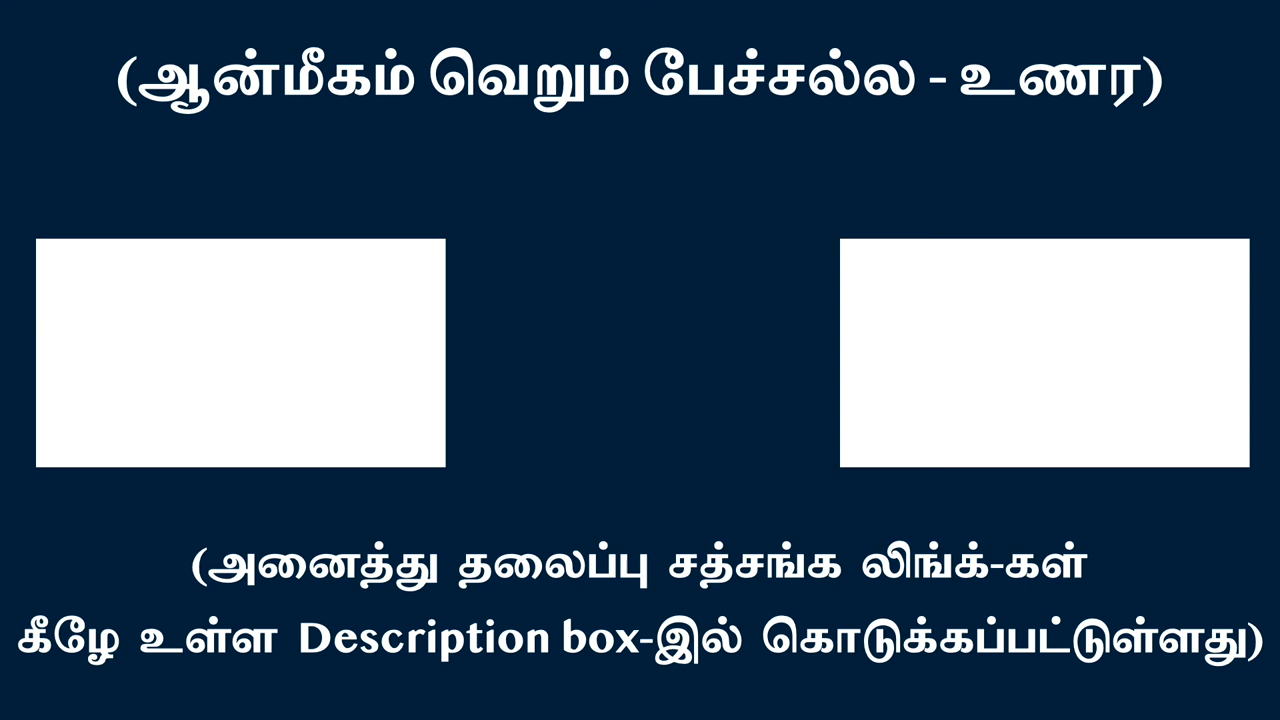 (ஆன்மீகம் வெறும் பேச்சல்ல - உணர)
(அனைத்து தலைப்பு சத்சங்க லிங்க்-கள்
கீழே உள்ள Description box-இல் கொடுக்கப்பட்டுள்ளது)